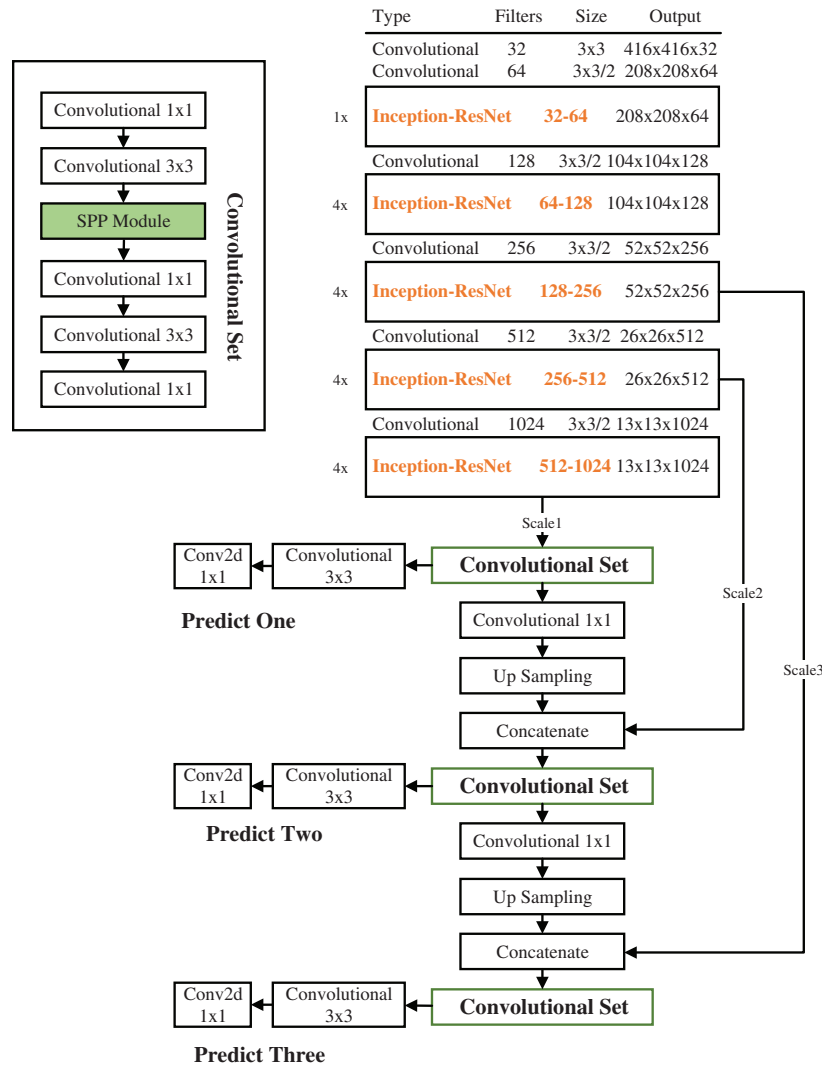 Type Filters Size Output
Convolutional 32 3x3 416x416x32
Convolutional 64 3x3/2 208x208x64
1x Inception-ResNet 32-64 208x208x64
Convolutional 128 3x3/2 104x104x128
4x Inception-ResNet 64-128 104x104x128
Convolutional 256 3x3/2 52x52x256
4x Inception-ResNet 128-256 52x52x256
Convolutional 512 3x3/2 26x26x512
4x Inception-ResNet 256-512 26x26x512
Convolutional 1024 3x3/2 13x13x1024
4x Inception-ResNet 512-1024 13x13x1024
Convolutional 1x1
Convolutional 3x3
SPP Module
Convolutional 1x1
Convolutional 3x3
Convolutional 1x1
Convolutional Set
Scale1
Scale2
Scale3
Convolutional Set
Convolutional
3x3
Conv2d
1x1
Predict One
Convolutional 1x1
Up Sampling
Concatenate
Convolutional Set
Convolutional
3x3
Conv2d
1x1
Predict Two
Convolutional 1x1
Up Sampling
Concatenate
Convolutional Set
Convolutional
3x3
Conv2d
1x1
Predict Three